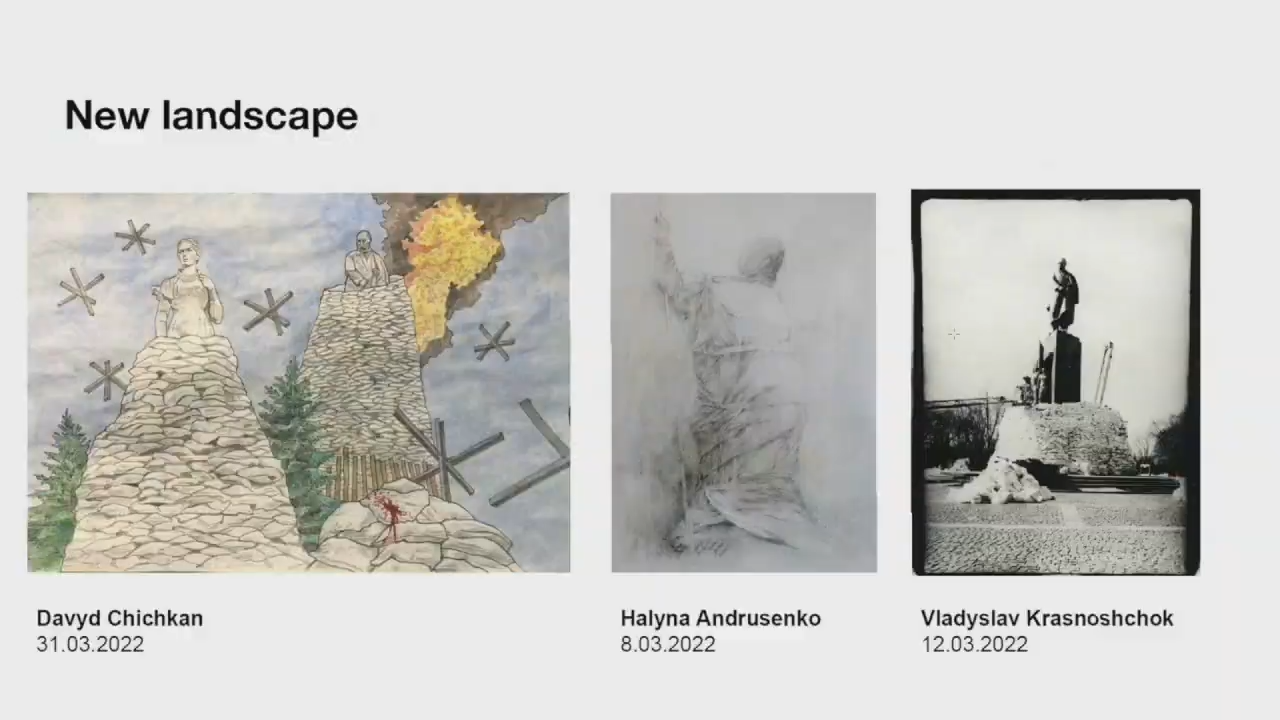 New landscape
Davyd Chichkan
31.03.2022
Halyna Andrusenko
8.03.2022
Vladyslav Krasnoshchok
12.03.2022